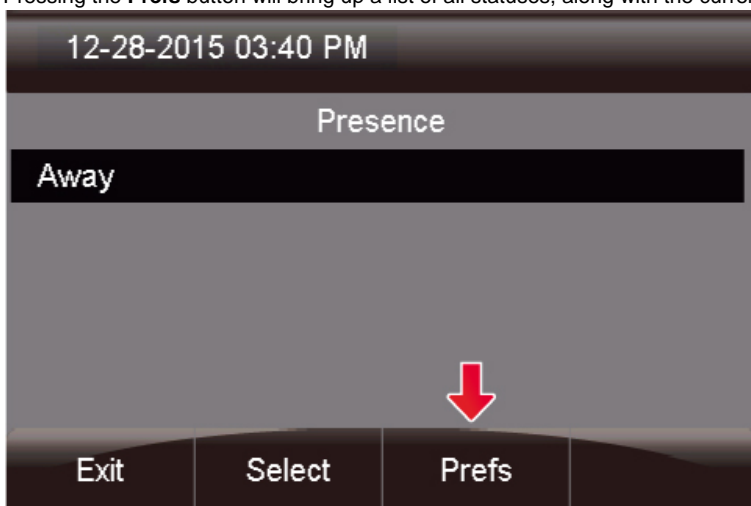 Pressing the Prefs button will bring up a list of all statuses, along with the curren
12-28-2015 03:40 PM
Presence
Away
Exit Select Prefs